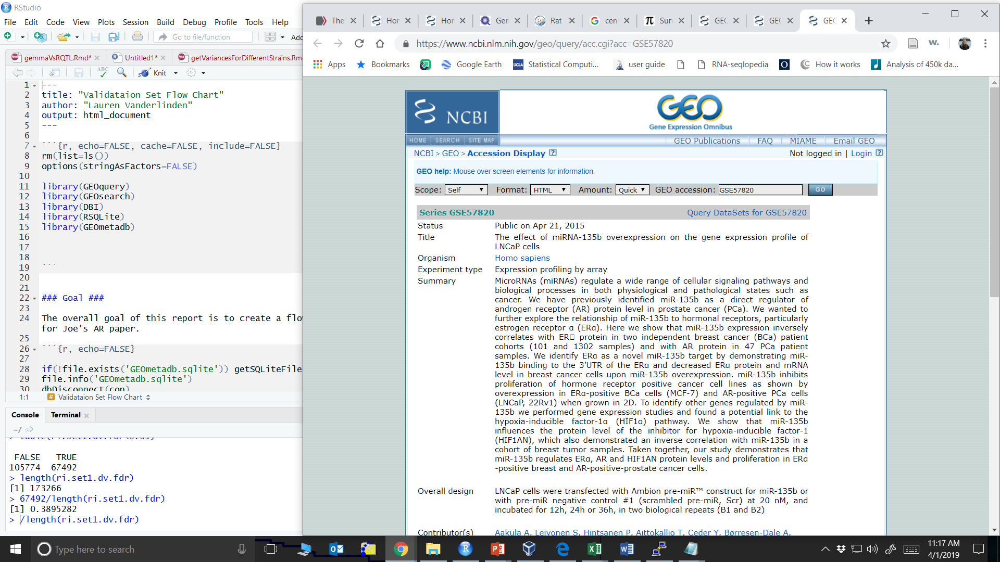 RStudio
File Edit Code View Plots Session Build Debug Profile Tools Help
Go to file/function
gemmaVsRQTL.Rmd* Untitled1* getVariancesForDifferentStrains.Rm
ABC
Knit
1 ---
2 title: "Validataion Set Flow Chart"
3 author: "Lauren Vanderlinden"
4 output: html_document
5 ---
6
7 ```{r, echo=FALSE, cache=FALSE, include=FALSE}
8 rm(list=ls())
9 options(stringAsFactors=FALSE)
10
11 library(GEOquery)
12 library(GEOsearch)
13 library(DBI)
14 library(RSQLite)
15 library(GEOmetadb)
16
17
18
19 ```
20
21
22 ### Goal ###
23
24 The overall goal of this report is to create a flo
for Joe's AR paper.
25
26 ```{r, echo=FALSE}
27
28 if(!file.exists('GEOmetadb.sqlite')) getSQLiteFile
29 file.info('GEOmetadb.sqlite')
30 dbDisconnect(con)
1:1 # Validataion Set Flow Chart
Console Terminal
~/
> table(ri.set1.dv.fdr<0.05)
FALSE TRUE
105774 67492
> length(ri.set1.dv.fdr)
[1] 173266
> 67492/length(ri.set1.dv.fdr)
[1] 0.3895282
> /length(ri.set1.dv.fdr)
The Hor Hor Gen Rat cens Sur GEO GEO GEO
https://www.ncbi.nlm.nih.gov/geo/query/acc.cgi?acc=GSE57820
w.
Apps Bookmarks Google Earth UCLA Statistical Computi... user guide RNA-seqlopedia How it works Analysis of 450k da...
NCBI
GEO
Gene Expression Omnibus
HOME SEARCH SITE MAP GEO Publications FAQ MIAME Email GEO
NCBI > GEO > Accession Display ? Not logged in | Login ?
GEO help: Mouse over screen elements for information.
Scope: Self Format: HTML Amount: Quick GEO accession: GSE57820 GO
Series GSE57820 Query DataSets for GSE57820
Status Public on Apr 21, 2015
Title The effect of miRNA-135b overexpression on the gene expression profile of
LNCaP cells
Organism Homo sapiens
Experiment type Expression profiling by array
Summary MicroRNAs (miRNAs) regulate a wide range of cellular signaling pathways and
biological processes in both physiological and pathological states such as
cancer. We have previously identified miR-135b as a direct regulator of
androgen receptor (AR) protein level in prostate cancer (PCa). We wanted to
further explore the relationship of miR-135b to hormonal receptors, particularly
estrogen receptor α (ERα). Here we show that miR-135b expression inversely
correlates with ER▯ protein in two independent breast cancer (BCa) patient
cohorts (101 and 1302 samples) and with AR protein in 47 PCa patient
samples. We identify ERα as a novel miR-135b target by demonstrating miR-
135b binding to the 3’UTR of the ERα and decreased ERα protein and mRNA
level in breast cancer cells upon miR-135b overexpression. miR-135b inhibits
proliferation of hormone receptor positive cancer cell lines as shown by
overexpression in ERα-positive BCa cells (MCF-7) and AR-positive PCa cells
(LNCaP, 22Rv1) when grown in 2D. To identify other genes regulated by miR-
135b we performed gene expression studies and found a potential link to the
hypoxia-inducible factor-1α (HIF1α) pathway. We show that miR-135b
influences the protein level of the inhibitor for hypoxia-inducible factor-1
(HIF1AN), which also demonstrated an inverse correlation with miR-135b in a
cohort of breast tumor samples. Taken together, our study demonstrates that
miR-135b regulates ERα, AR and HIF1AN protein levels and proliferation in ERα
-positive breast and AR-positive-prostate cancer cells.
Overall design LNCaP cells were transfected with Ambion pre-miR™ construct for miR-135b or
with pre-miR negative control #1 (scrambled pre-miR, Scr) at 20 nM, and
incubated for 12h, 24h or 36h, in two biological repeats (B1 and B2)
Contributor(s) Aakula A, Leivonen S, Hintsanen P, Aittokallio T, Ceder Y, Børresen-Dale A,
Type here to search
11:17 AM
4/1/2019